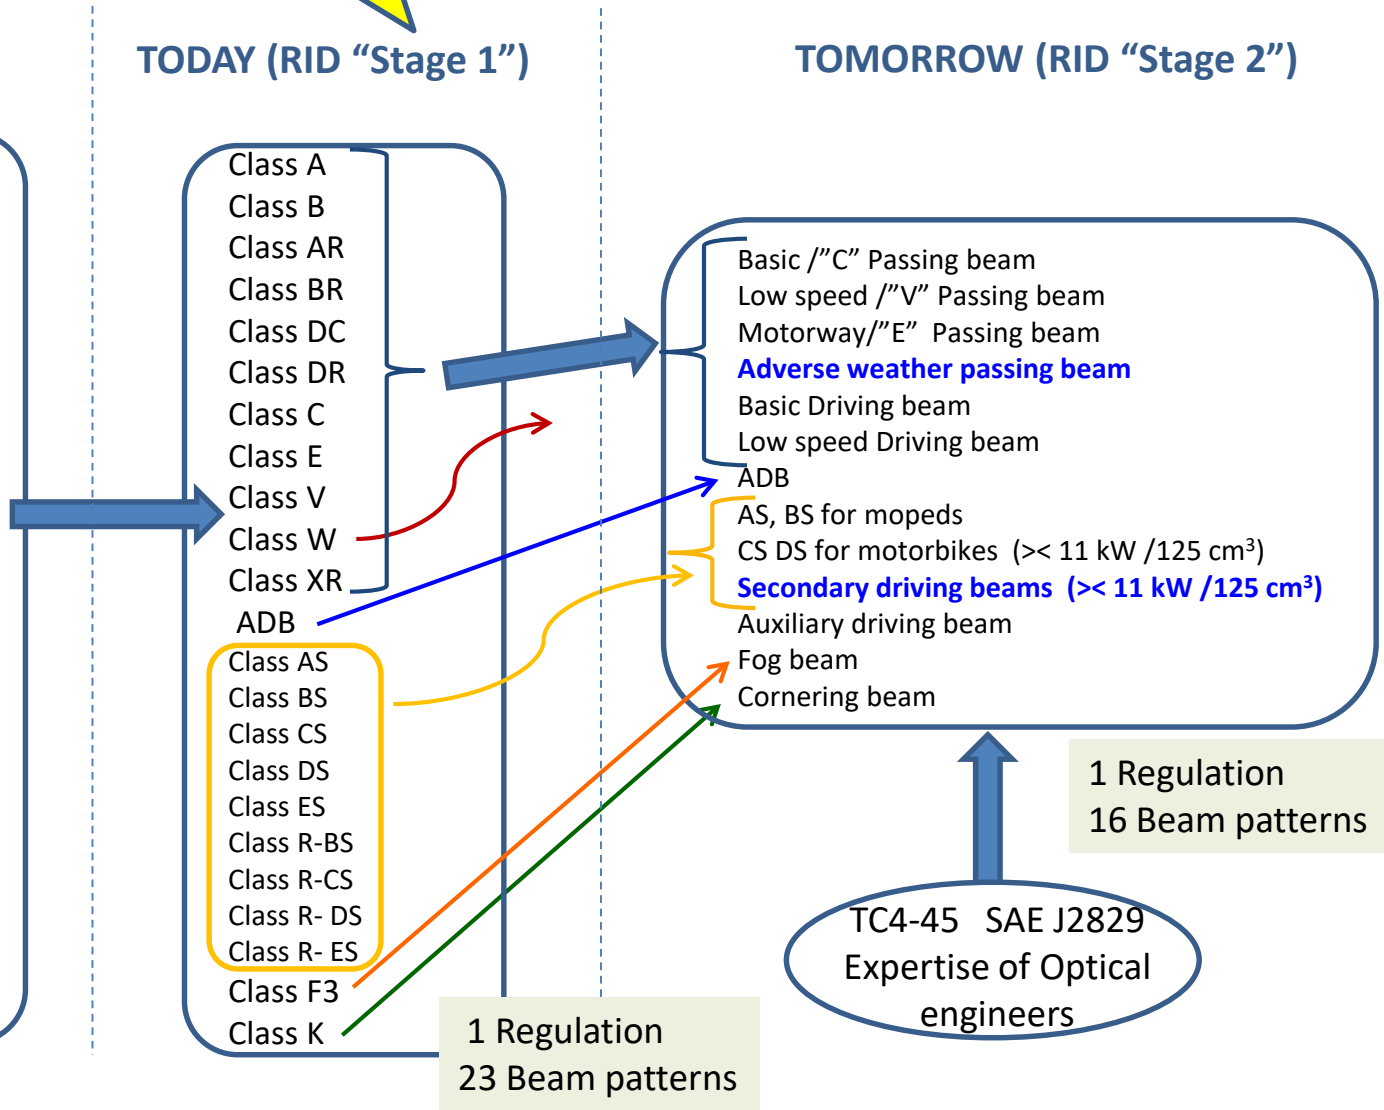 TODAY (RID “Stage 1”)
Class A
Class B
Class AR
Class BR
Class DC
Class DR
Class C
Class E
Class V
Class W
Class XR
ADB
Class AS
Class BS
Class CS
Class DS
Class ES
Class R-BS
Class R-CS
Class R- DS
Class R- ES
Class F3
Class K
1 Regulation
23 Beam patterns
TOMORROW (RID “Stage 2”)
Basic /”C” Passing beam
Low speed /”V” Passing beam
Motorway/”E” Passing beam
Adverse weather passing beam
Basic Driving beam
Low speed Driving beam
ADB
AS, BS for mopeds
CS DS for motorbikes (>< 11 kW /125 cm³)
Secondary driving beams (>< 11 kW /125 cm³)
Auxiliary driving beam
Fog beam
Cornering beam
1 Regulation
16 Beam patterns
TC4-45 SAE J2829
Expertise of Optical
engineers